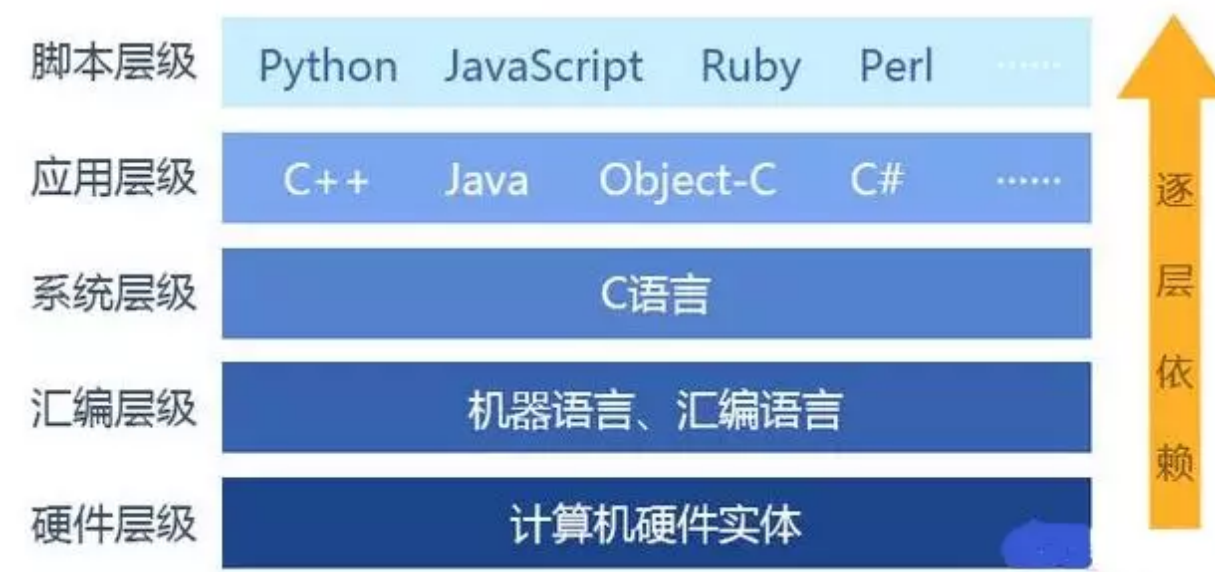 脚本层级 Python JavaScript Ruby Perl ······
应用层级 C++ Java Object-C C# ······
系统层级 C语言
汇编层级 机器语言、汇编语言
硬件层级 计算机硬件实体
逐层依赖